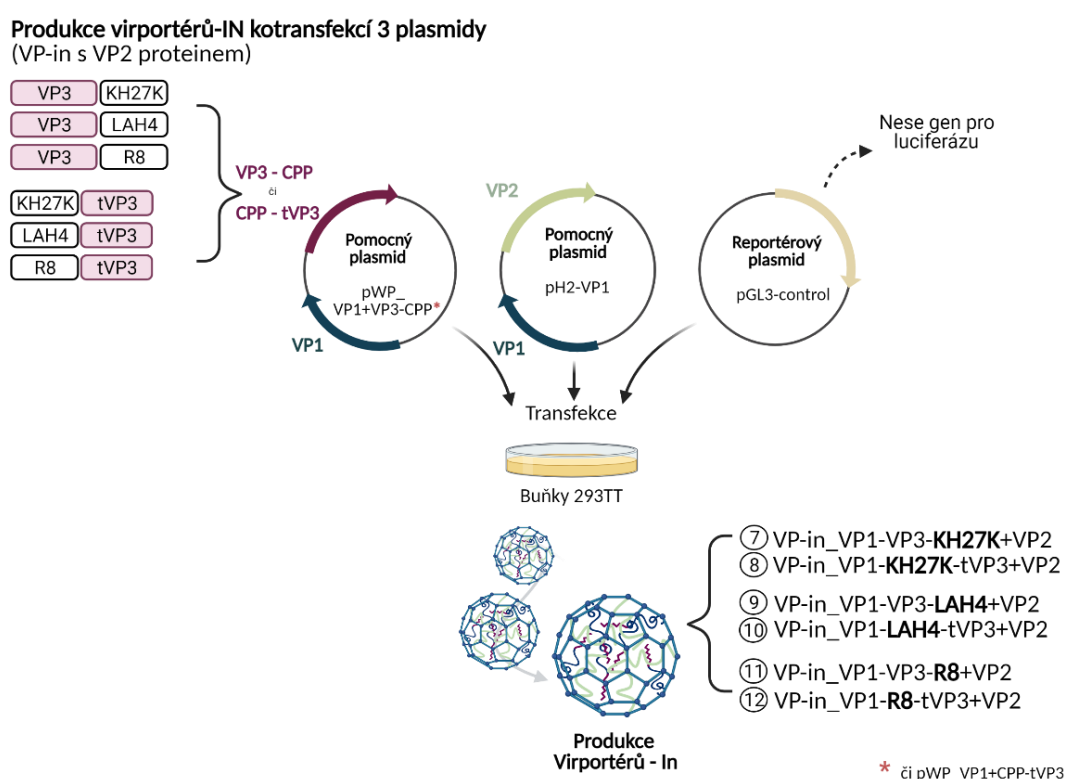 Produkce virportérů-IN kotransfekcí 3 plasmidy
(VP-in s VP2 proteinem)
VP3 KH27K
VP3 LAH4
VP3 R8
KH27K tVP3
LAH4 tVP3
R8 tVP3
VP3 - CPP
či
CPP - tVP3
Pomocný
plasmid
pWP_
VP1+VP3-CPP*
VP1
VP2
Pomocný
plasmid
pH2-VP1
VP1
Nese gen pro
luciferázu
Reportérový
plasmid
pGL3-control
Transfekce
Buňky 293TT
7 VP-in_VP1-VP3-KH27K+VP2
8 VP-in_VP1-KH27K-tVP3+VP2
9 VP-in_VP1-VP3-LAH4+VP2
10 VP-in_VP1-LAH4-tVP3+VP2
11 VP-in_VP1-VP3-R8+VP2
12 VP-in_VP1-R8-tVP3+VP2
Produkce
Virportérů - In
* či pWP_VP1+CPP-tVP3